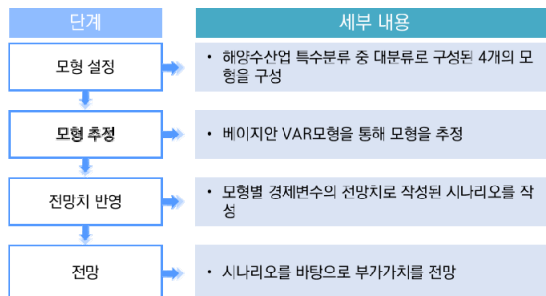 단계
세부 내용
모형 설정
• 해양수산업 특수분류 중 대분류로 구성된 4개의 모
형을 구성
모형 추정
• 베이지안 VAR모형을 통해 모형을 추정
전망치 반영
• 모형별 경제변수의 전망치로 작성된 시나리오를 작
성
전망
• 시나리오를 바탕으로 부가가치를 전망